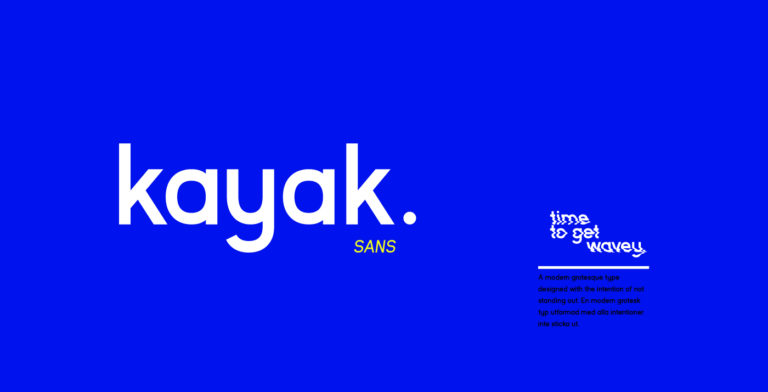 kayak.
SANS
time
to get
wavey.
A modern grotesque type
designed with the intention of not
standing out. En modern grotesk
typ utformad med alla intentioner
inte sticka ut.